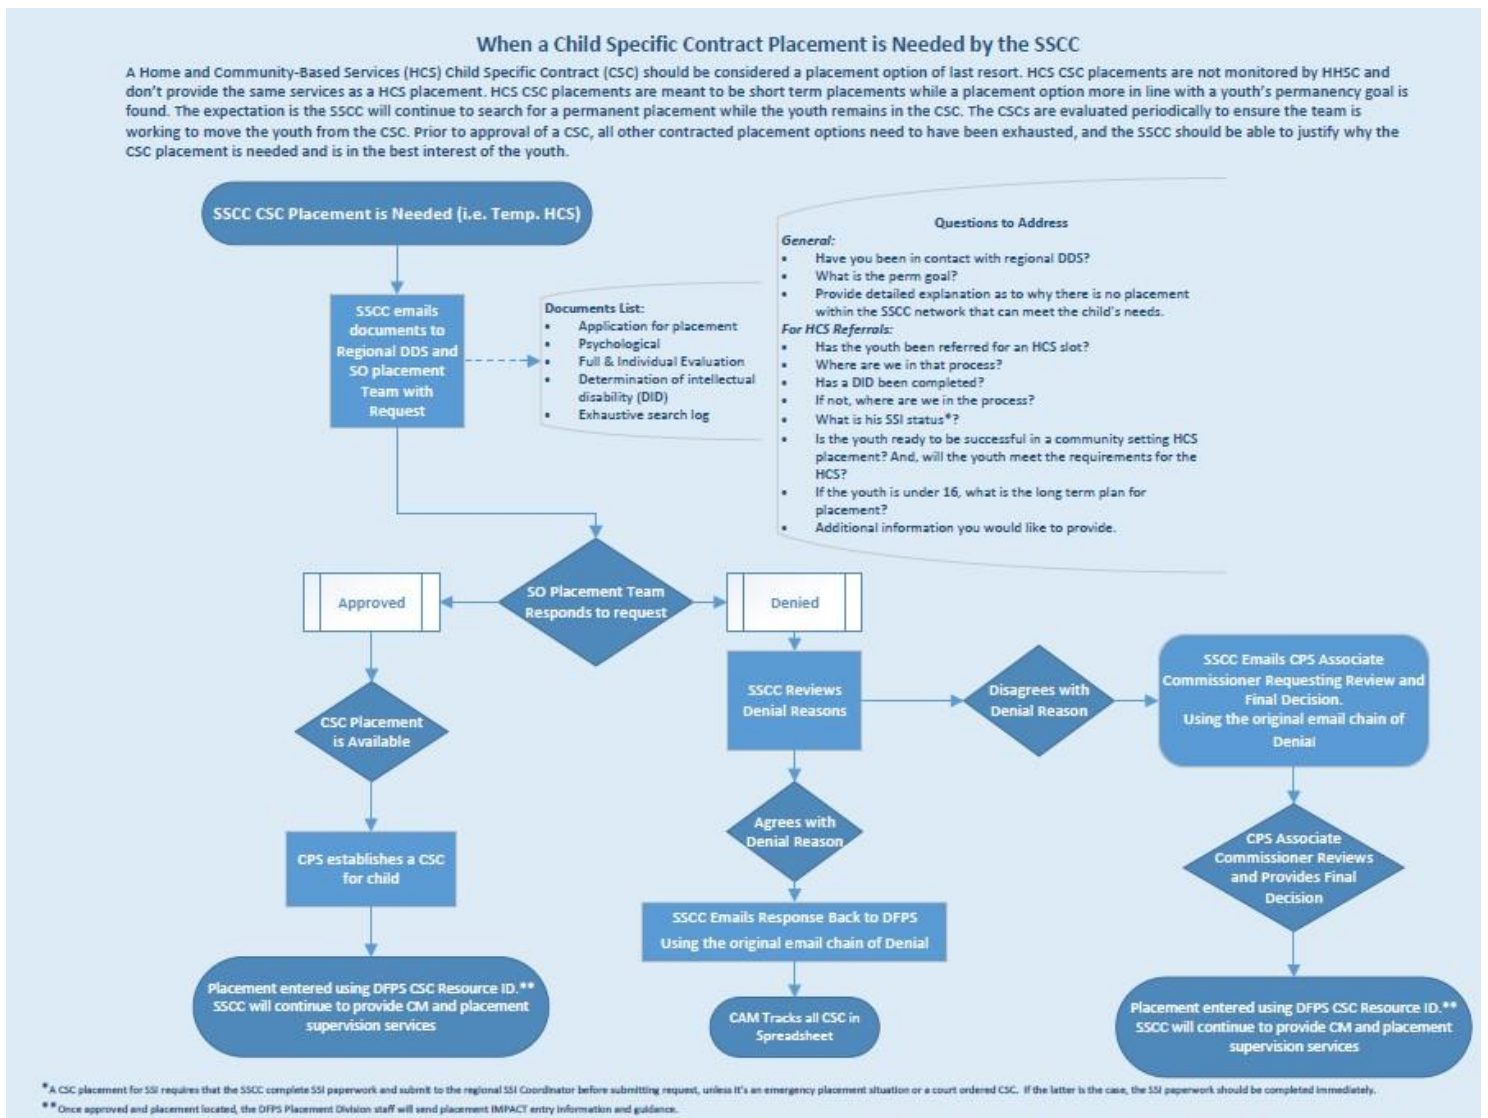 When a Child Specific Contract Placement is Needed by the SSCC
A Home and Community-Based Services (HCS) Child Specific Contract (CSC) should be considered a placement option of last resort. HCS CSC placements are not monitored by HHSC and
don't provide the same services as a HCS placement. HCS CSC placements are meant to be short term placements while a placement option more in line with a youth's permanency goal is
found. The expectation is the SSCC will continue to search for a permanent placement while the youth remains in the CSC. The CSCs are evaluated periodically to ensure the team is
working to move the youth from the CSC. Prior to approval of a CSC, all other contracted placement options need to have been exhausted, and the SSCC should be able to justify why the
CSC placement is needed and is in the best interest of the youth.
SSCC CSC Placement is Needed (i.e. Temp. HCS)
SSCC emails
documents to
Regional DDS and
SO placement
Team with
Request
Documents List:
• Application for placement
• Psychological
• Full & Individual Evaluation
• Determination of intellectual
disability (DID)
• Exhaustive search log
Questions to Address
General:
• Have you been in contact with regional DDS?
• What is the perm goal?
• Provide detailed explanation as to why there is no placement
within the SSCC network that can meet the child's needs.
For HCS Referrals:
• Has the youth been referred for an HCS slot?
• Where are we in that process?
• Has a DID been completed?
• If not, where are we in the process?
• What is his SSI status*?
• Is the youth ready to be successful in a community setting HCS
placement? And, will the youth meet the requirements for the
HCS?
• If the youth is under 16, what is the long term plan for
placement?
• Additional information you would like to provide.
SO Placement Team
Responds to request
Approved
Denied
CSC Placement
is Available
CPS establishes a CSC
for child
Placement entered using DFPS CSC Resource ID.**
SSCC will continue to provide CM and placement
supervision services
SSCC Reviews
Denial Reasons
Agrees with
Denial Reason
SSCC Emails Response Back to DFPS
Using the original email chain of Denial
CAM Tracks all CSC in
Spreadsheet
Disagrees with
Denial Reason
SSCC Emails CPS Associate
Commissioner Requesting Review and
Final Decision.
Using the original email chain of
Denial
CPS Associate
Commissioner Reviews
and Provides Final
Decision
Placement entered using DFPS CSC Resource ID.**
SSCC will continue to provide CM and placement
supervision services
*A CSC placement for SSI requires that the SSCC complete SSI paperwork and submit to the regional SSI Coordinator before submitting request, unless it's an emergency placement situation or a court ordered CSC. If the latter is the case, the SSI paperwork should be completed immediately.
**Once approved and placement located, the DFPS Placement Division staff will send placement IMPACT entry information and guidance.